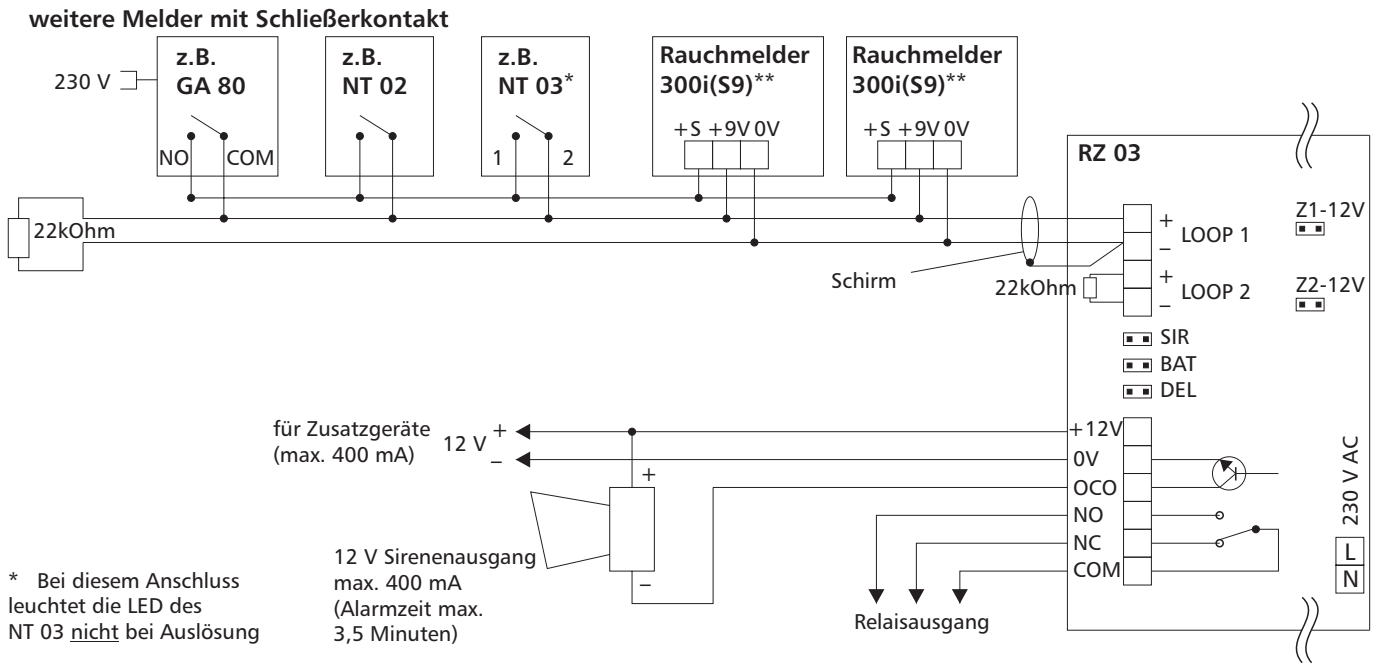 weitere Melder mit Schließerkontakt
230 V
z.B.
GA 80
NO
COM
z.B.
NT 02
z.B.
NT 03*
1
2
Rauchmelder
300i(S9)**
+S +9V 0V
Rauchmelder
300i(S9)**
+S +9V 0V
22kOhm
Schirm
RZ 03
+
LOOP 1
–
22kOhm
+
LOOP 2
–
Z1-12V
Z2-12V
SIR
BAT
DEL
für Zusatzgeräte
(max. 400 mA)
12 V
+
–
+
–
12 V Sirenenausgang
max. 400 mA
(Alarmzeit max.
3,5 Minuten)
+12V
0V
OCO
NO
NC
COM
Relaisausgang
230 V AC
L
N
* Bei diesem Anschluss
leuchtet die LED des
NT 03 nicht bei Auslösung